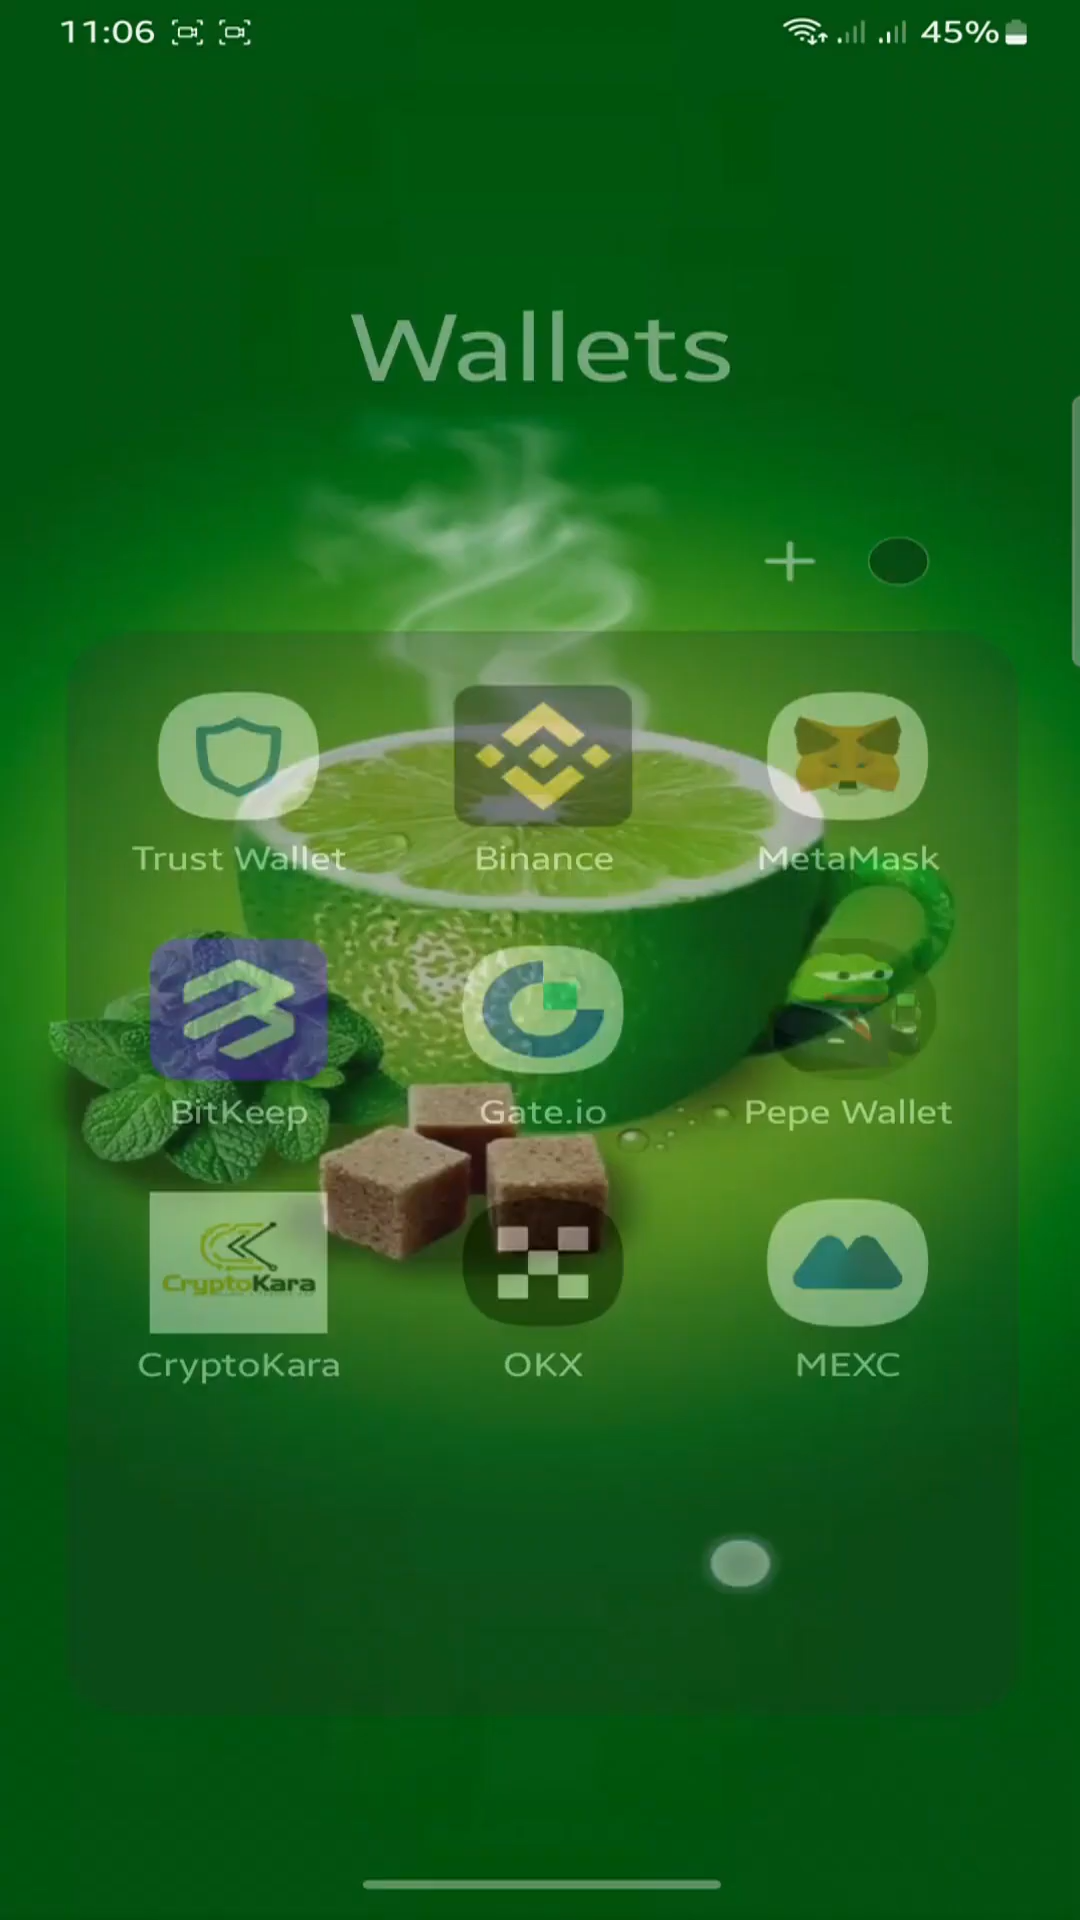 11:06
45%
Wallets
Trust Wallet
Binance
MetaMask
BitKeep
Gate.io
Pepe Wallet
CryptoKara
CryptoKara
OKX
MEXC